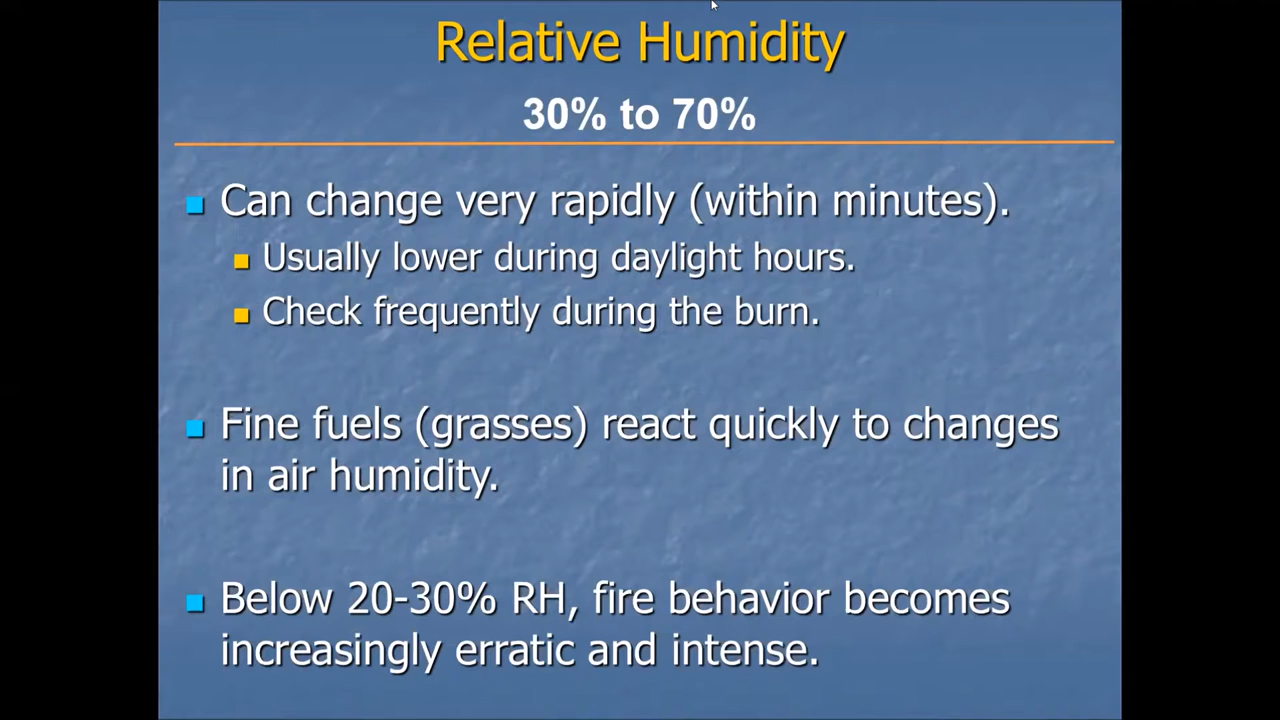 Relative Humidity
30% to 70%
Can change very rapidly (within minutes).
Usually lower during daylight hours.
Check frequently during the burn.
Fine fuels (grasses) react quickly to changes
in air humidity.
Below 20-30% RH, fire behavior becomes
increasingly erratic and intense.